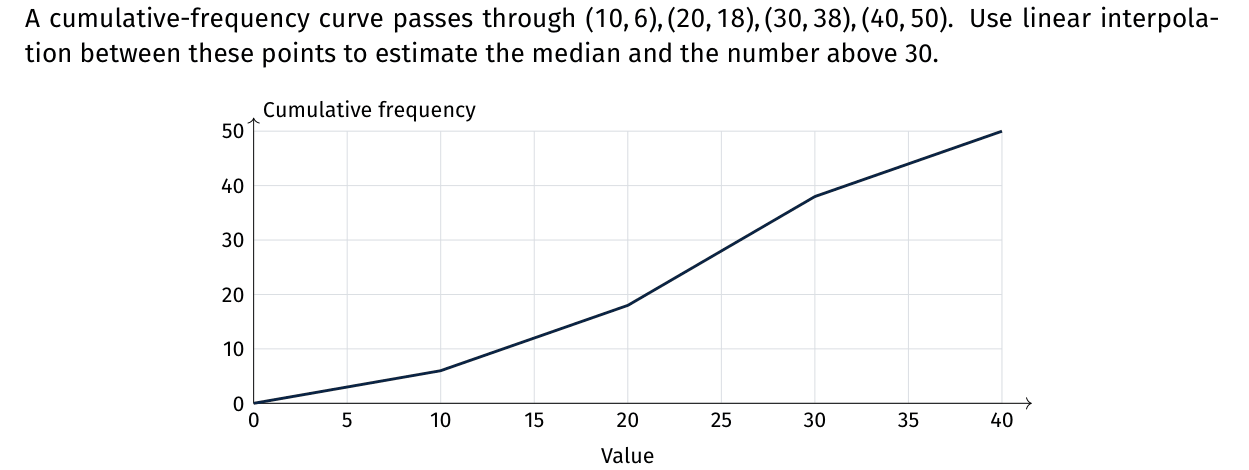 A cumulative-frequency curve passes through (10, 6), (20, 18), (30, 38), (40, 50). Use linear interpola-
tion between these points to estimate the median and the number above 30.
Cumulative frequency
50
40
30
20
10
0
0 5 10 15 20 25 30 35 40
Value